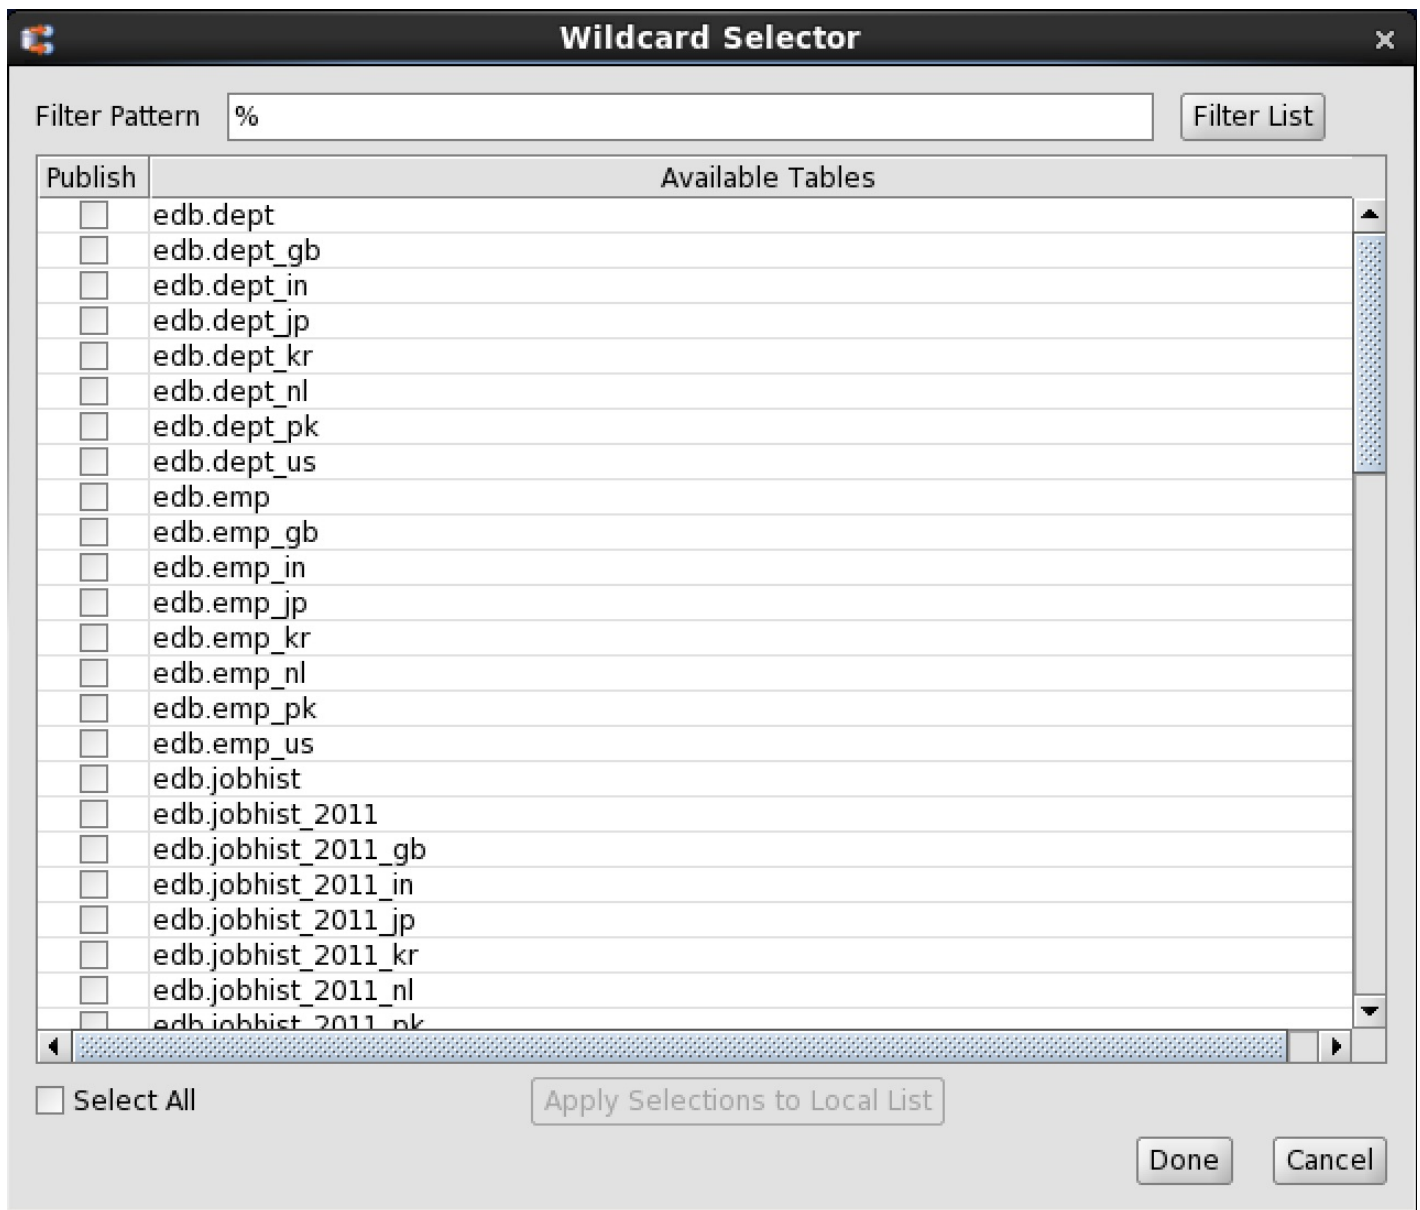 Wildcard Selector
Filter Pattern % Filter List
Publish Available Tables
edb.dept
edb.dept_gb
edb.dept_in
edb.dept_jp
edb.dept_kr
edb.dept_nl
edb.dept_pk
edb.dept_us
edb.emp
edb.emp_gb
edb.emp_in
edb.emp_jp
edb.emp_kr
edb.emp_nl
edb.emp_pk
edb.emp_us
edb.jobhist
edb.jobhist_2011
edb.jobhist_2011_gb
edb.jobhist_2011_in
edb.jobhist_2011_jp
edb.jobhist_2011_kr
edb.jobhist_2011_nl
edb.jobhist_2011_pk
Select All Apply Selections to Local List
Done Cancel